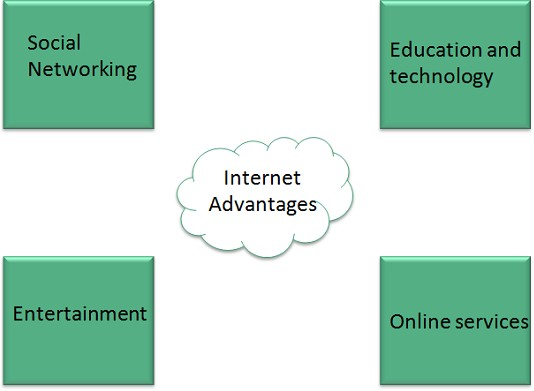 Social
Networking
Education and
technology
Internet
Advantages
Entertainment
Online services